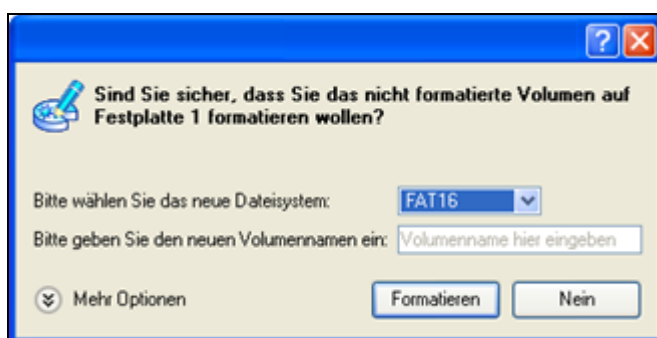 Sind Sie sicher, dass Sie das nicht formatierte Volumen auf
Festplatte 1 formatieren wollen?
Bitte wählen Sie das neue Dateisystem: FAT16
Bitte geben Sie den neuen Volumennamen ein: Volumenname hier eingeben
Mehr Optionen Formatieren Nein